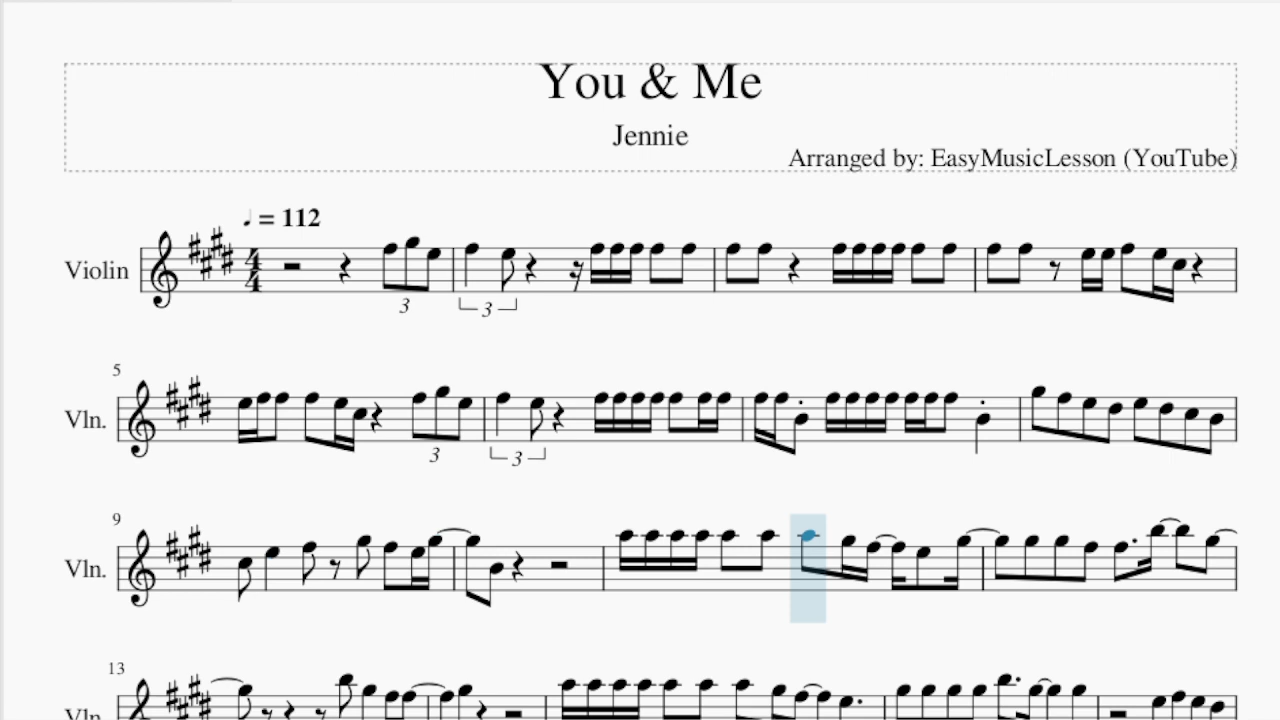 You & Me
Jennie
Arranged by: EasyMusicLesson (YouTube)
♩ = 112
Violin
4
4
3
3
5
Vln.
3
3
9
Vln.
13
Vln.